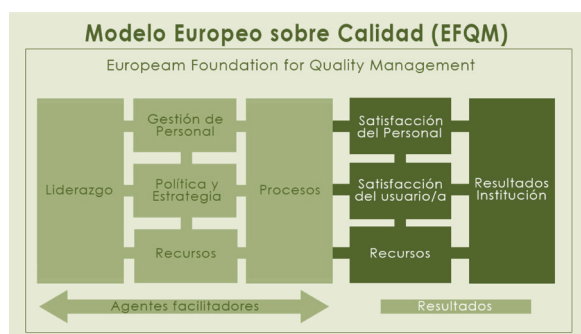 Modelo Europeo sobre Calidad (EFQM)
Europeam Foundation for Quality Management
Liderazgo
Gestión de
Personal
Política y
Estrategia
Recursos
Procesos
Satisfacción
del Personal
Satisfacción
del usuario/a
Recursos
Resultados
Institución
Agentes facilitadores
Resultados